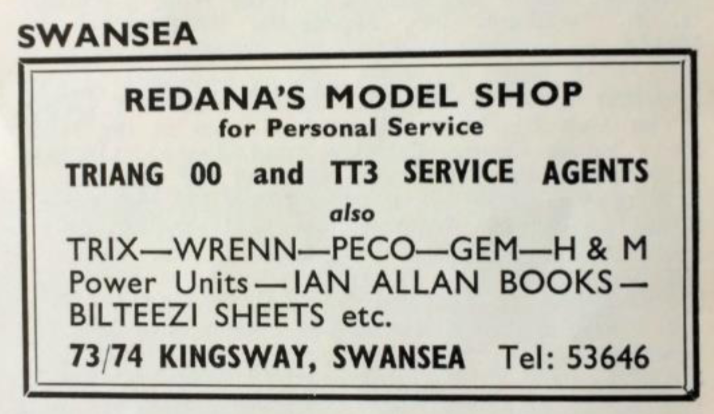 SWANSEA
REDANA'S MODEL SHOP
for Personal Service
TRIANG 00 and TT3 SERVICE AGENTS
also
TRIX—WRENN—PECO—GEM—H & M
Power Units — IAN ALLAN BOOKS —
BILTEEZI SHEETS etc.
73/74 KINGSWAY, SWANSEA Tel: 53646